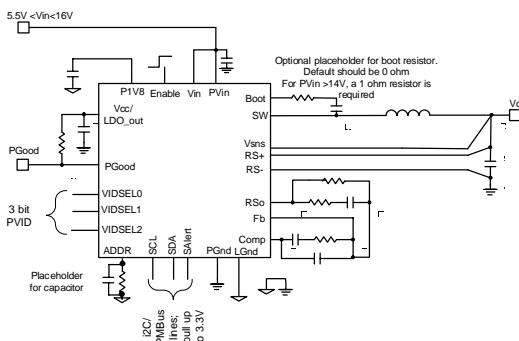 5.5V <Vin<16V
Optional placeholder for boot resistor.
Default should be 0 ohm
For PVin >14V, a 1 ohm resistor is
required
P1V8
Enable
Vin
PVin
Boot
Vcc/
LDO_out
SW
PGood
PGood
Vsns
RS+
RS-
3 bit
PVID
VIDSEL0
VIDSEL1
VIDSEL2
RSo
Fb
Comp
ADDR
SCL
SDA
SAlert
PGnd
LGnd
Placeholder
for capacitor
i2C/
PMBus
lines;
pull up
to 3.3V